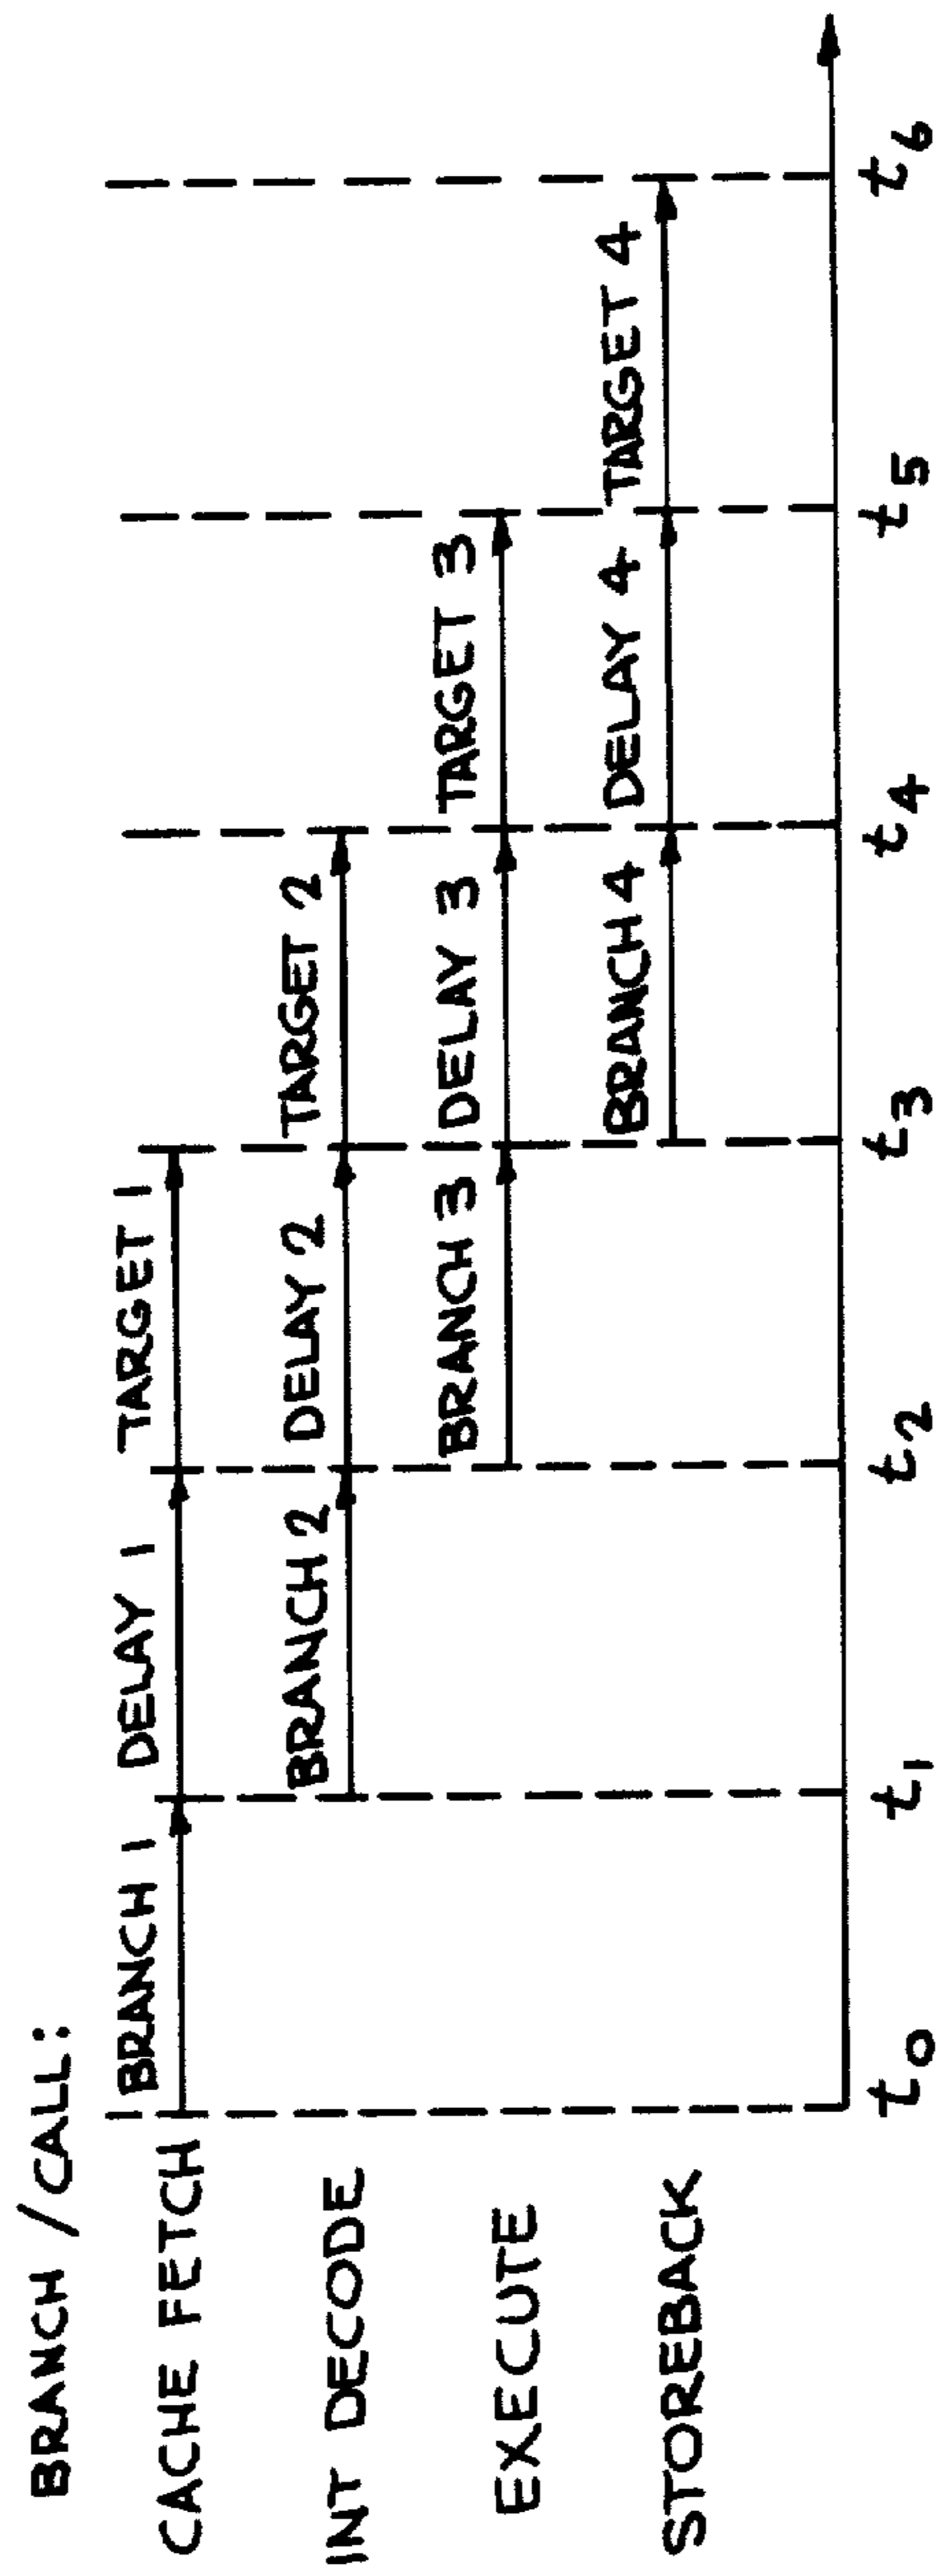 BRANCH /CALL:
CACHE FETCH BRANCH 1 DELAY 1 TARGET 1
INT DECODE BRANCH 2 DELAY 2 TARGET 2
EXECUTE BRANCH 3 DELAY 3 TARGET 3
STOREBACK BRANCH 4 DELAY 4 TARGET 4
t0 t1 t2 t3 t4 t5 t6